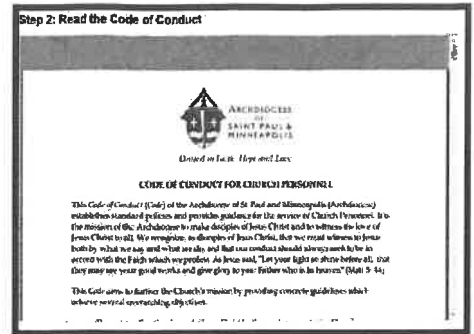 Step 2: Read the Code of Conduct
ARCHDIOCESE
OF
SAINT PAUL &
MINNEAPOLIS
United in Faith, Hope and Love
CODE OF CONDUCT FOR CHURCH PERSONNEL
This Code of Conduct (Code) of the Archdiocese of St. Paul and Minneapolis (Archdiocese)
establishes standard policies and provides guidance for the service of Church Personnel. It is
the mission of the Archdiocese to make disciples of Jesus Christ and to witness the love of
Jesus Christ to all. We recognize, as disciples of Jesus Christ, that we must witness to Jesus
both by what we say and what we do, and that our conduct should always seek to be in
accord with the Faith which we profess. As Jesus said, "Let your light so shine before all, that
they may see your good works and give glory to your Father who is in heaven" (Matt 5:
This Code aims to further the Church's mission by providing concrete guidelines which
achieve several overarching objectives.